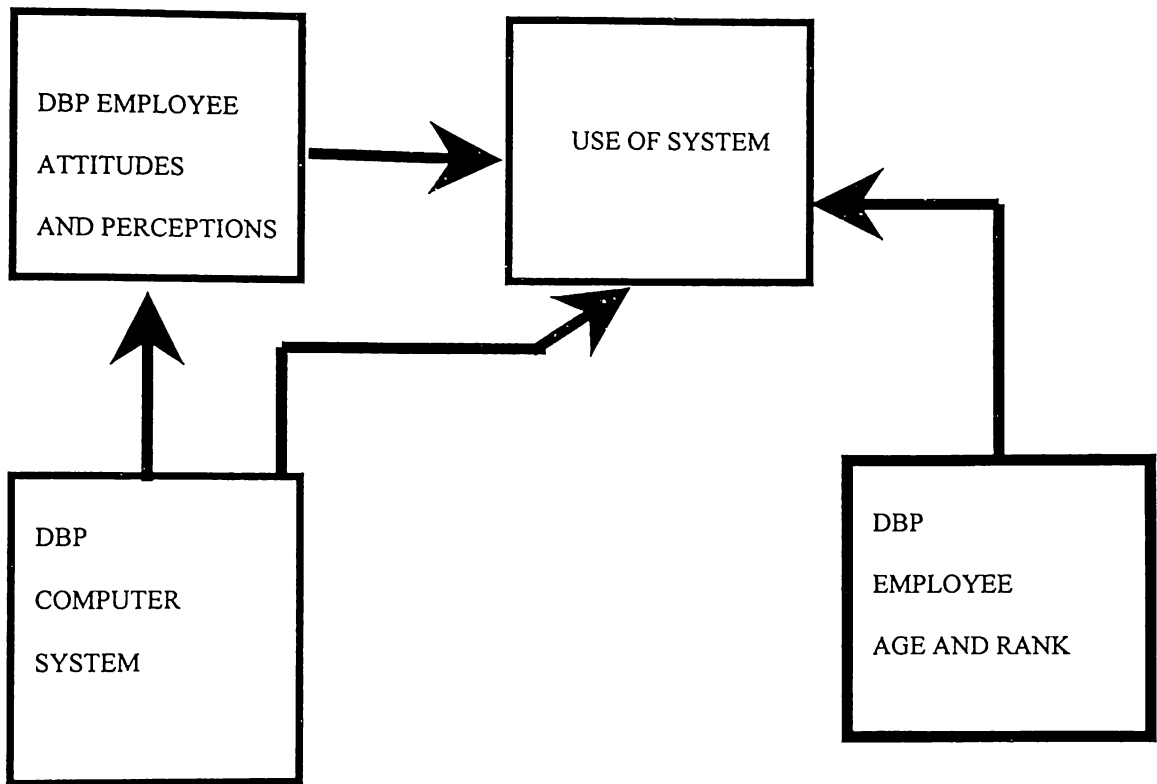 DBP EMPLOYEE
ATTITUDES
AND PERCEPTIONS
USE OF SYSTEM
DBP
COMPUTER
SYSTEM
DBP
EMPLOYEE
AGE AND RANK